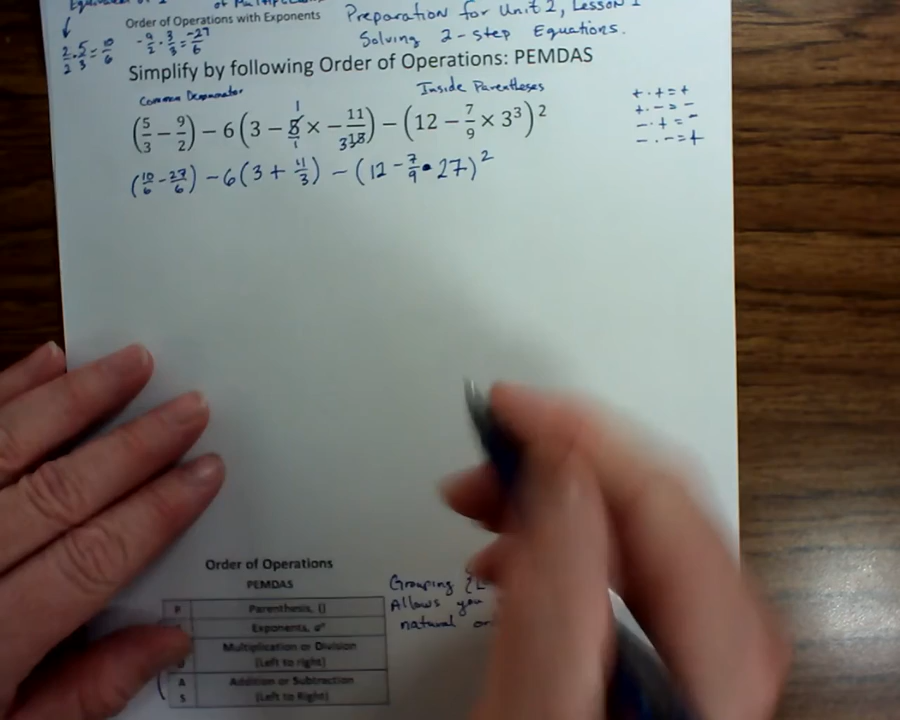 Order of Operations with Exponents
Preparation for Unit 2, Lesson 1
Solving 2-step Equations.
2/2 · 5/3 = 10/6   -9/2 · 3/3 = -27/6
Simplify by following Order of Operations: PEMDAS
Common Denominator   Inside Parentheses
(5/3 − 9/2) − 6(3 − 8/1 × −11/18) − (12 − 7/9 × 3³)²
1   3
(10/6 - 27/6) - 6(3 + 11/3) - (12 - 7/9 • 27)²
+ · + = +
+ · - = -
- · + = -
- · - = +
Order of Operations
PEMDAS
P   Parenthesis, ()
Exponents, aⁿ
Multiplication or Division
(Left to right)
A   Addition or Subtraction
S   (Left to Right)
Grouping
Allows you
natural